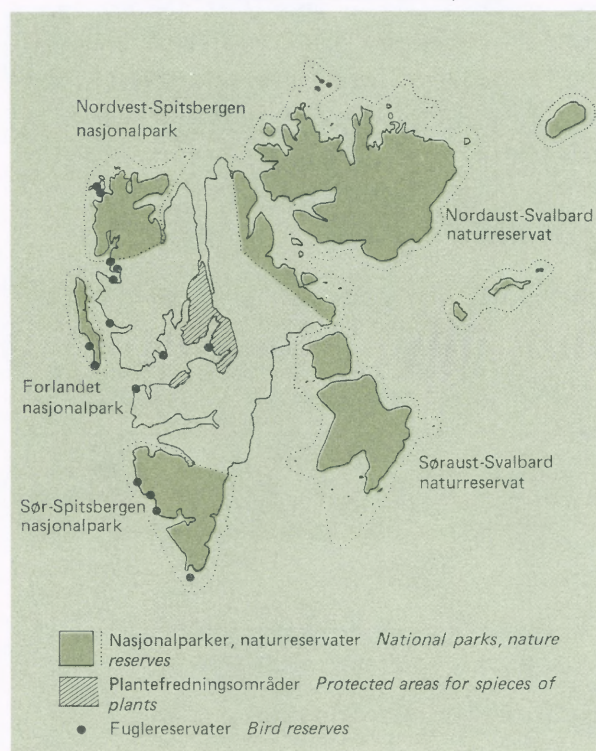 Nordvest-Spitsbergen
nasjonalpark
Nordaust-Svalbard
naturreservat
Forlandet
nasjonalpark
Søraust-Svalbard
naturreservat
Sør-Spitsbergen
nasjonalpark
Nasjonalparker, naturreservater National parks, nature
reserves
Plantefredningsområder Protected areas for spieces of
plants
Fuglereservater Bird reserves